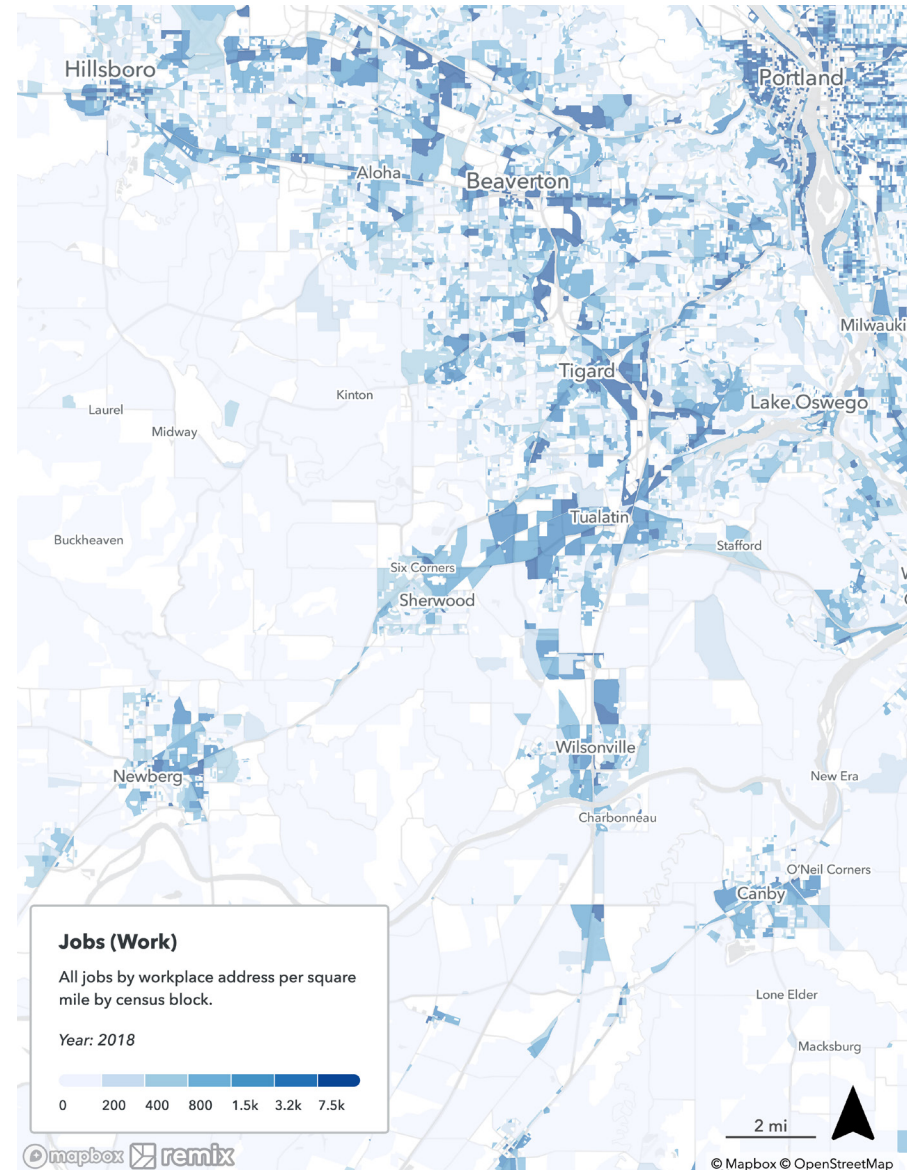 Hillsboro
Portland
Aloha
Beaverton
Milwauki
Tigard
Kinton
Lake Oswego
Laurel
Midway
Tualatin
Buckheaven
Stafford
Six Corners
Sherwood
Wilsonville
Newberg
New Era
Charbonneau
O'Neil Corners
Canby
Jobs (Work)
All jobs by workplace address per square
mile by census block.
Year: 2018
0 200 400 800 1.5k 3.2k 7.5k
Lone Elder
Macksburg
2 mi
mapbox remix
© Mapbox © OpenStreetMap